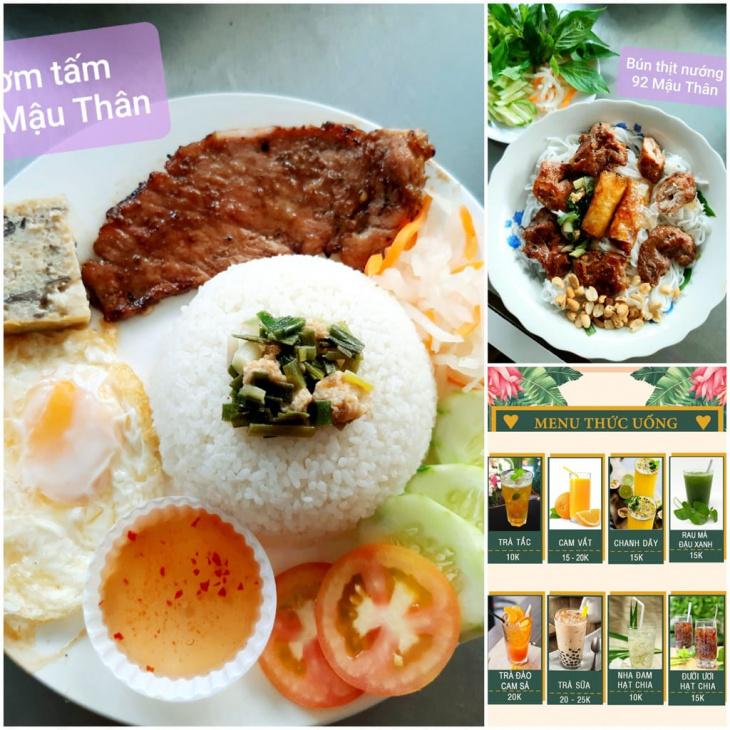 ơm tấm
Mậu Thân
Bún thịt nướng
92 Mậu Thân
MENU THỨC UỐNG
TRÀ TẮC
10K
CAM VẮT
15 - 20K
CHANH DÂY
15K
RAU MÁ
ĐẬU XANH
15K
TRÀ ĐÀO
CAM SẢ
20K
TRÀ SỮA
20 - 25K
NHA ĐAM
HẠT CHIA
10K
ĐƯỜI ƯƠI
HẠT CHIA
15K